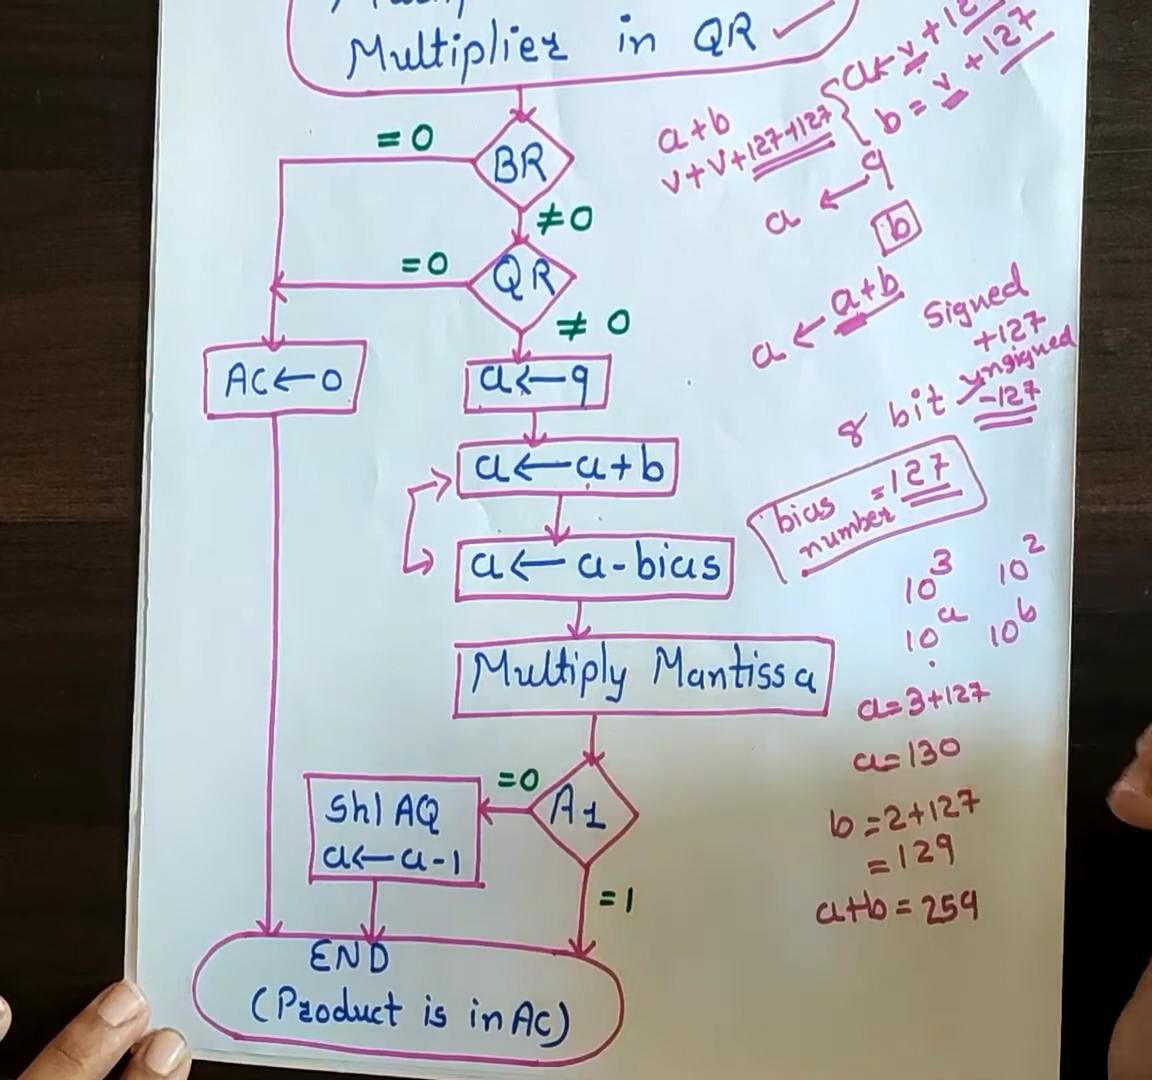 Multiplier in QR ✓
=0
BR
≠0
=0
QR
≠ 0
AC←0
a←q
a←a+b
a←a-bias
Multiply Mantissa
=0
A1
Shl AQ
a←a-1
=1
END
(Product is in AC)
a+b
v+v+127+127
b = v + 127
a ← q
b
a ← a+b
Signed
+127
8 bit unsigned
-127
bias
number =127
10^3 10^2
10^a 10^b
a=3+127
a=130
b=2+127
=129
a+b=259